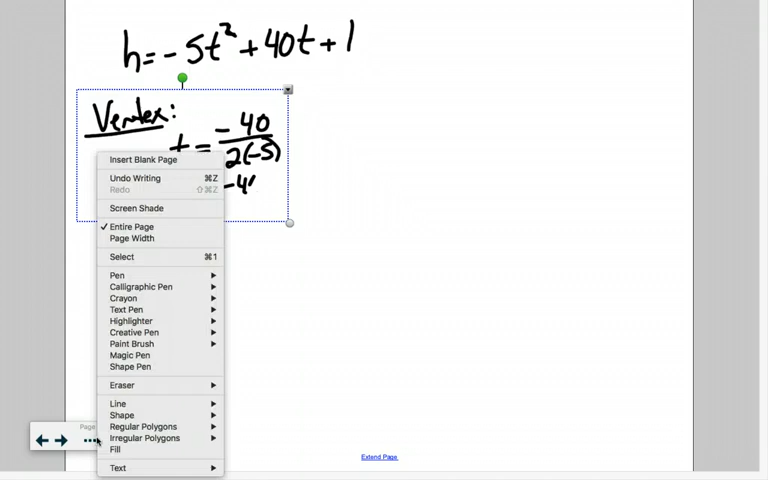 h = -5t² + 40t + 1
Vertex:
t = -40
2(-5)
-4
Insert Blank Page
Undo Writing ⌘Z
Redo ⇧⌘Z
Screen Shade
✓ Entire Page
Page Width
Select ⌘1
Pen
Calligraphic Pen
Crayon
Text Pen
Highlighter
Creative Pen
Paint Brush
Magic Pen
Shape Pen
Eraser
Line
Shape
Regular Polygons
Irregular Polygons
Fill
Text
Page
Extend Page